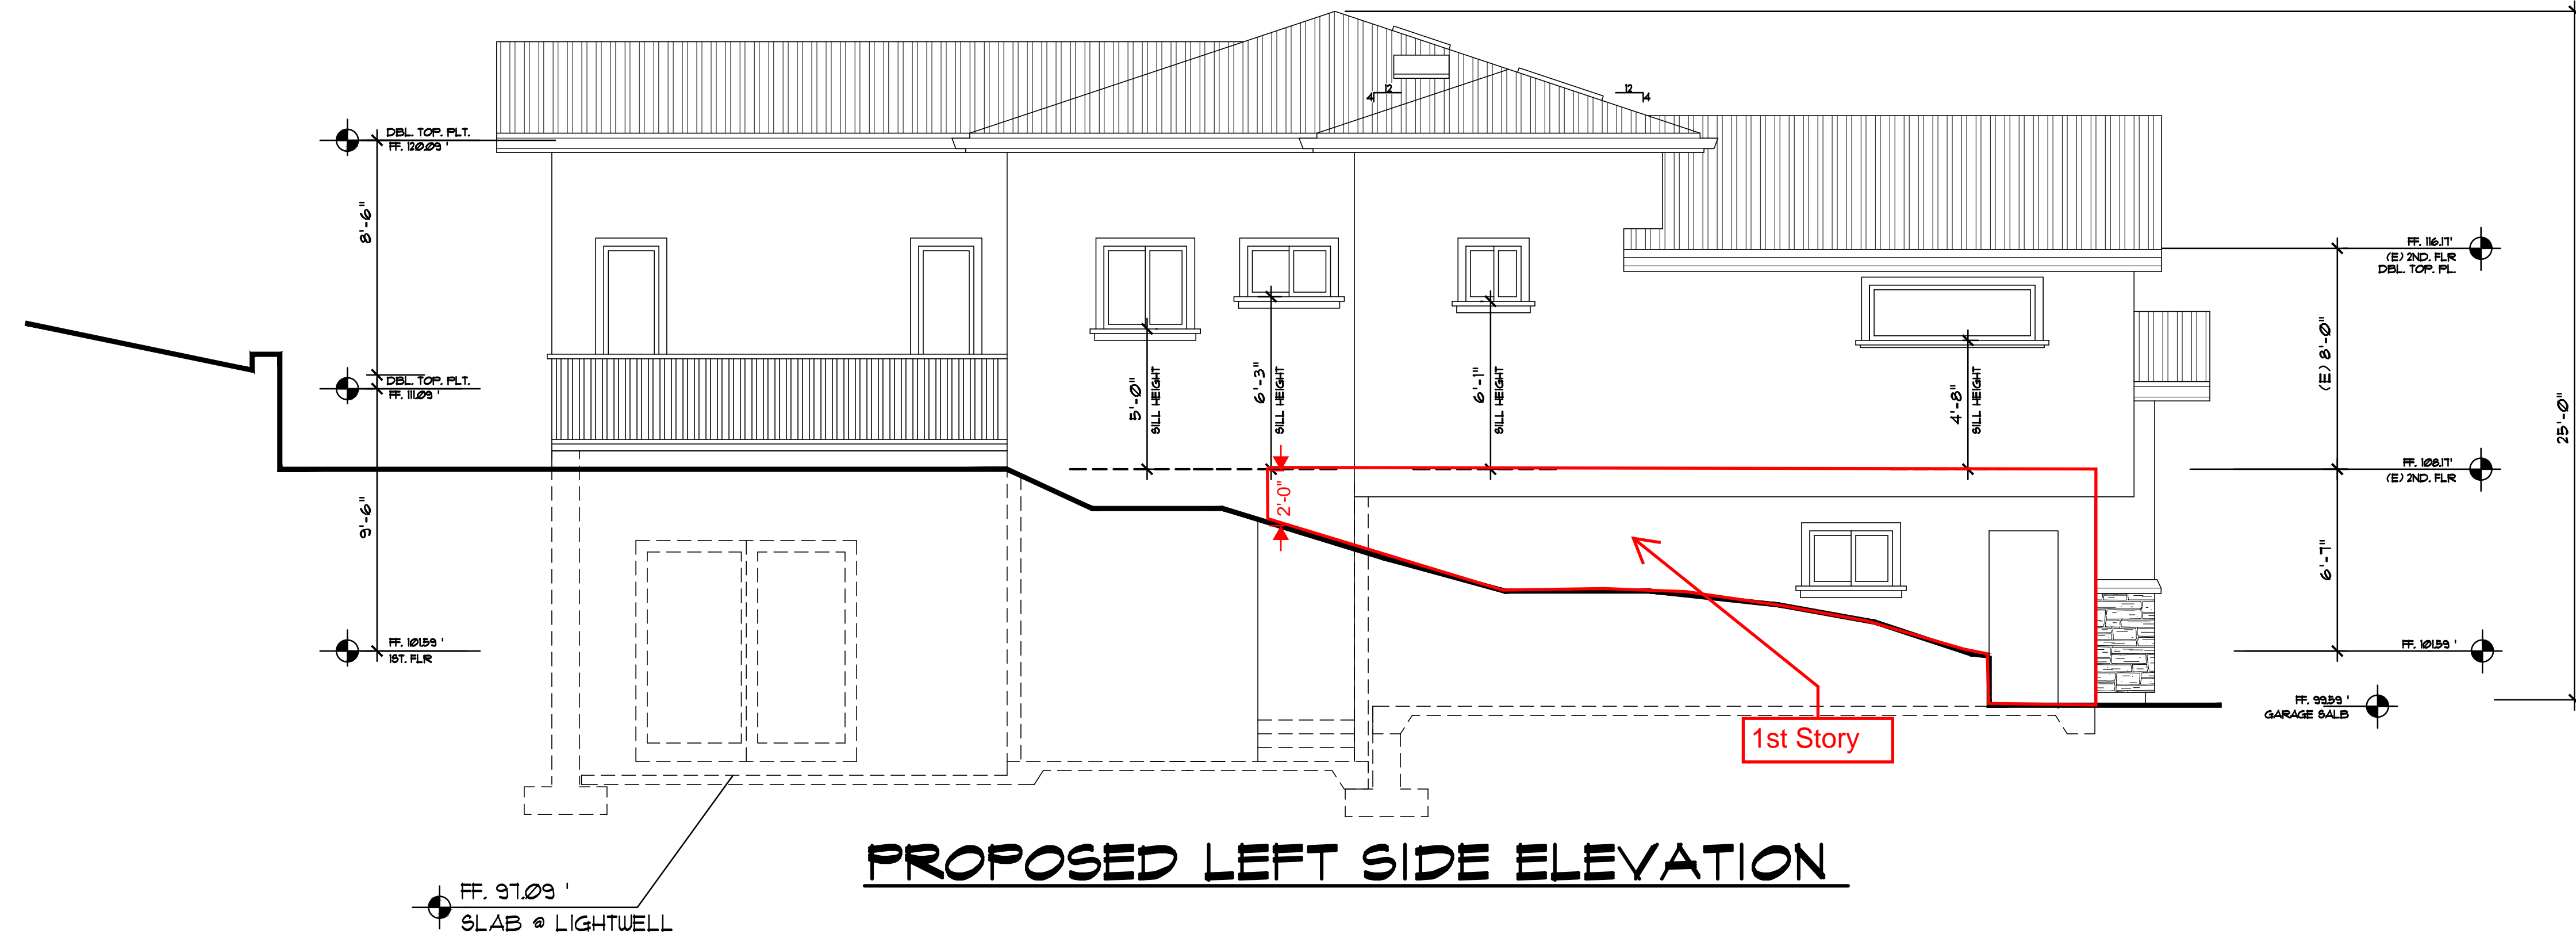 12
4
12
4
DBL. TOP. PLT.
FF. 120.09 '
8'-6"
DBL. TOP. PLT.
FF. 111.09 '
9'-6"
FF. 101.59 '
1ST. FLR
5'-0"
SILL HEIGHT
6'-3"
SILL HEIGHT
6'-1"
SILL HEIGHT
4'-8"
SILL HEIGHT
2'-0"
1st Story
FF. 116.17'
(E) 2ND. FLR
DBL. TOP. PL.
(E) 8'-0"
25'-0"
FF. 108.17'
(E) 2ND. FLR
6'-7"
FF. 101.59 '
FF. 99.59 '
GARAGE SALB
PROPOSED LEFT SIDE ELEVATION
FF. 97.09 '
SLAB @ LIGHTWELL